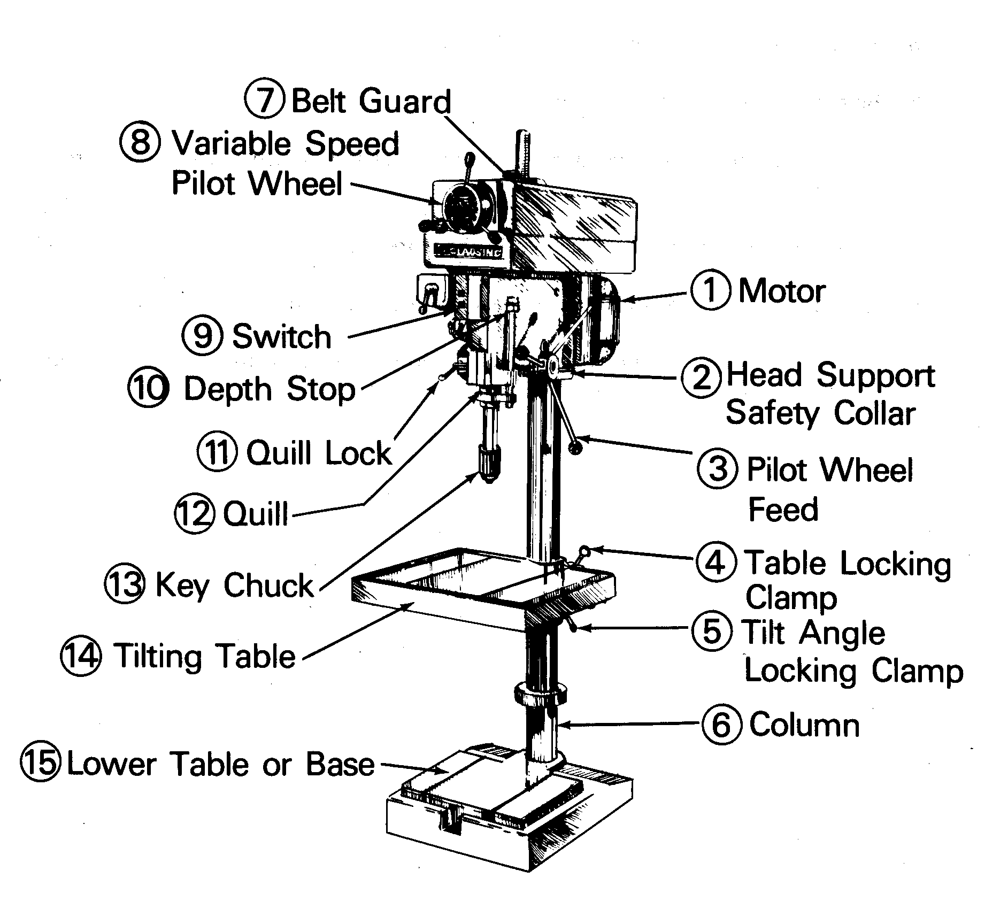 7 Belt Guard
8 Variable Speed
Pilot Wheel
CLAUSING
1 Motor
9 Switch
2 Head Support
Safety Collar
10 Depth Stop
11 Quill Lock
3 Pilot Wheel
Feed
12 Quill
4 Table Locking
Clamp
13 Key Chuck
5 Tilt Angle
Locking Clamp
14 Tilting Table
6 Column
15 Lower Table or Base